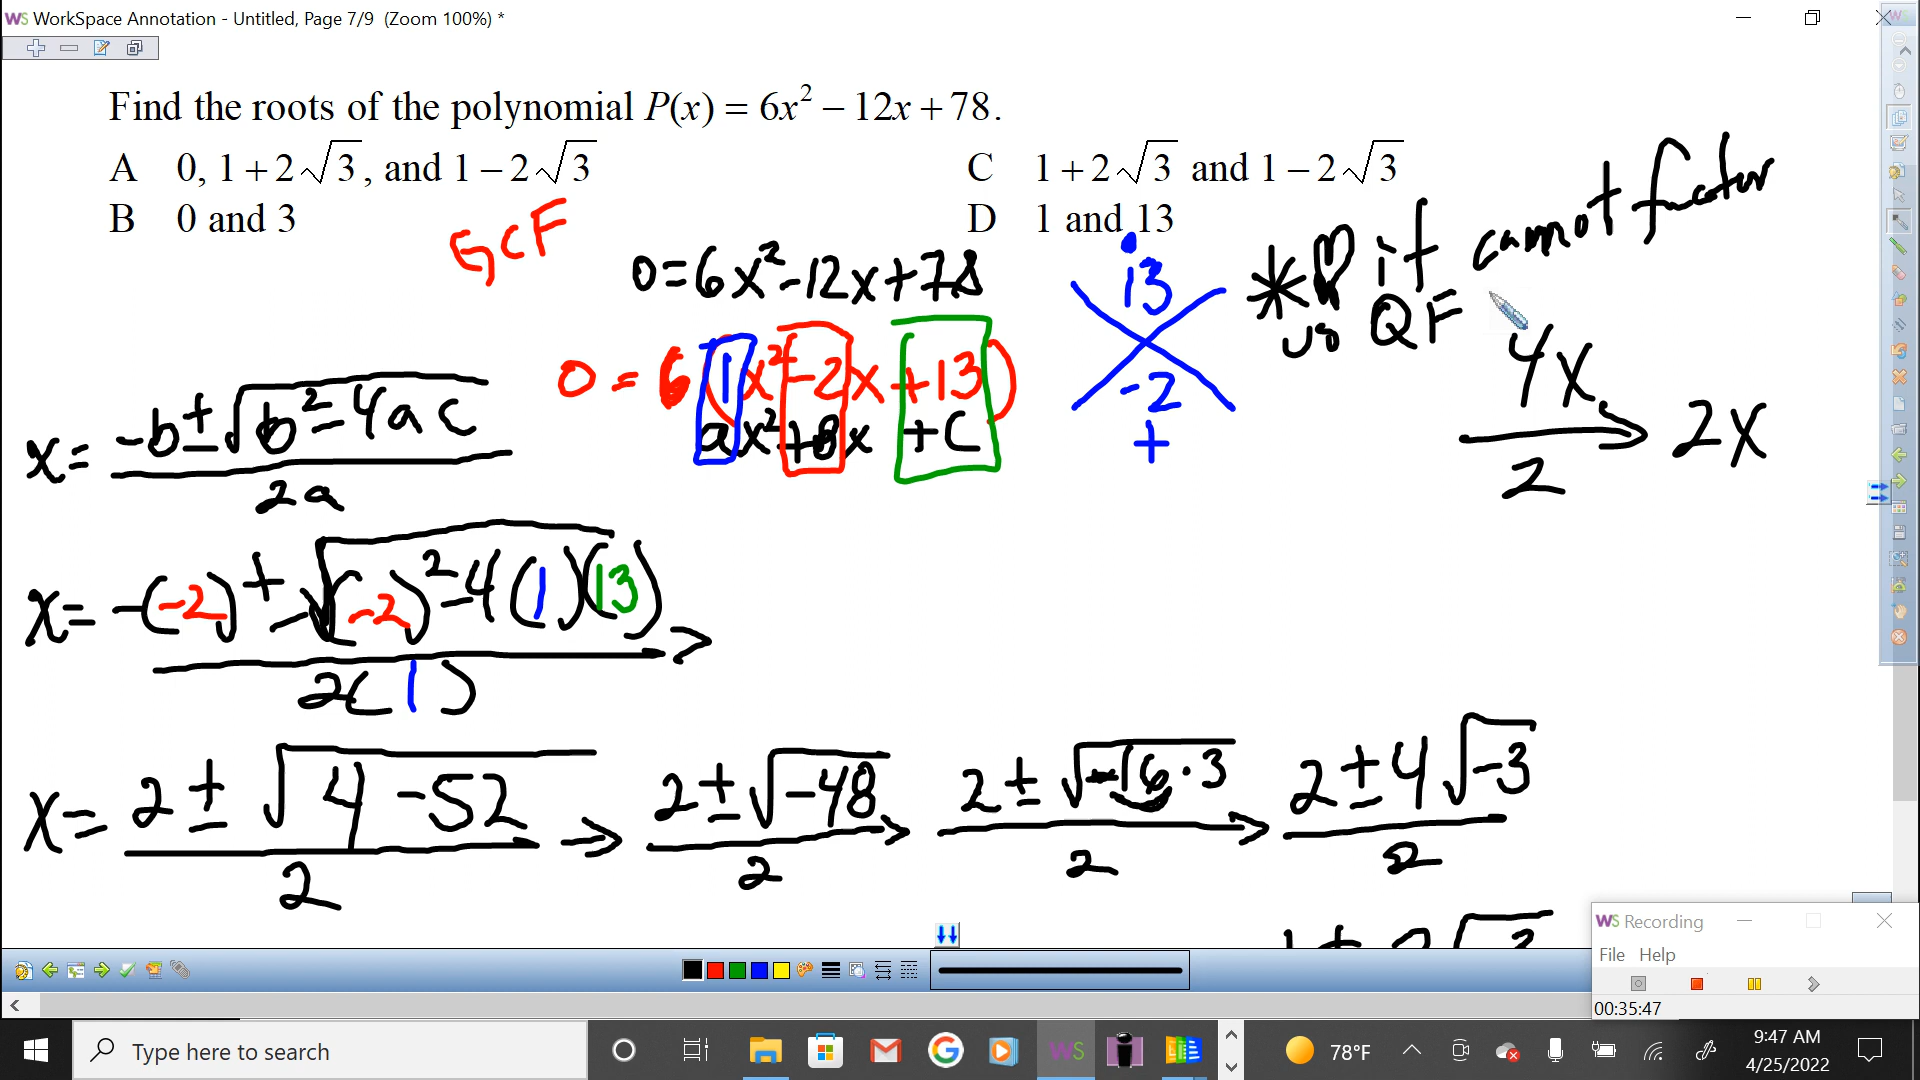 WS WorkSpace Annotation - Untitled, Page 7/9 (Zoom 100%) *
Find the roots of the polynomial P(x) = 6x² − 12x + 78.
A 0, 1 + 2√3, and 1 − 2√3
C 1 + 2√3 and 1 − 2√3
B 0 and 3
D 1 and 13
GCF
* if cannot factor
QF
0 = 6x² - 12x + 78
0 = 6(1x² - 2x + 13)
ax² + Bx + C
13
-2
+
4x/2 → 2x
x = (-b ± √(b² - 4ac))/2a
x = (-(-2) ± √((-2)² - 4(1)(13)))/2(1) >
x = (2 ± √(4 - 52))/2 → (2 ± √-48)/2 → (2 ± √(-16 · 3))/2 → (2 ± 4√-3)/2
WS Recording
File Help
00:35:47
Type here to search
WS
78°F
9:47 AM
4/25/2022